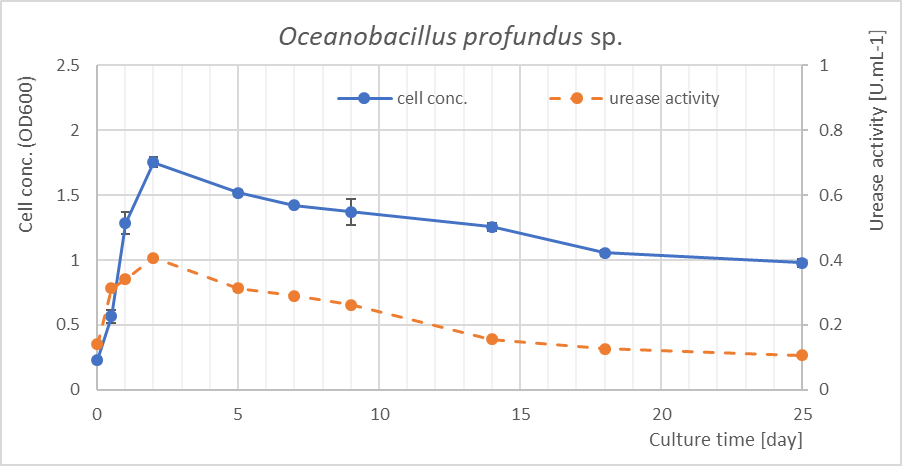 Oceanobacillus profundus sp.
cell conc.
urease activity
Cell conc. (OD600)
2.5
2
1.5
1
0.5
0
Urease activity [U.mL-1]
1
0.8
0.6
0.4
0.2
0
0 5 10 15 20 25
Culture time [day]